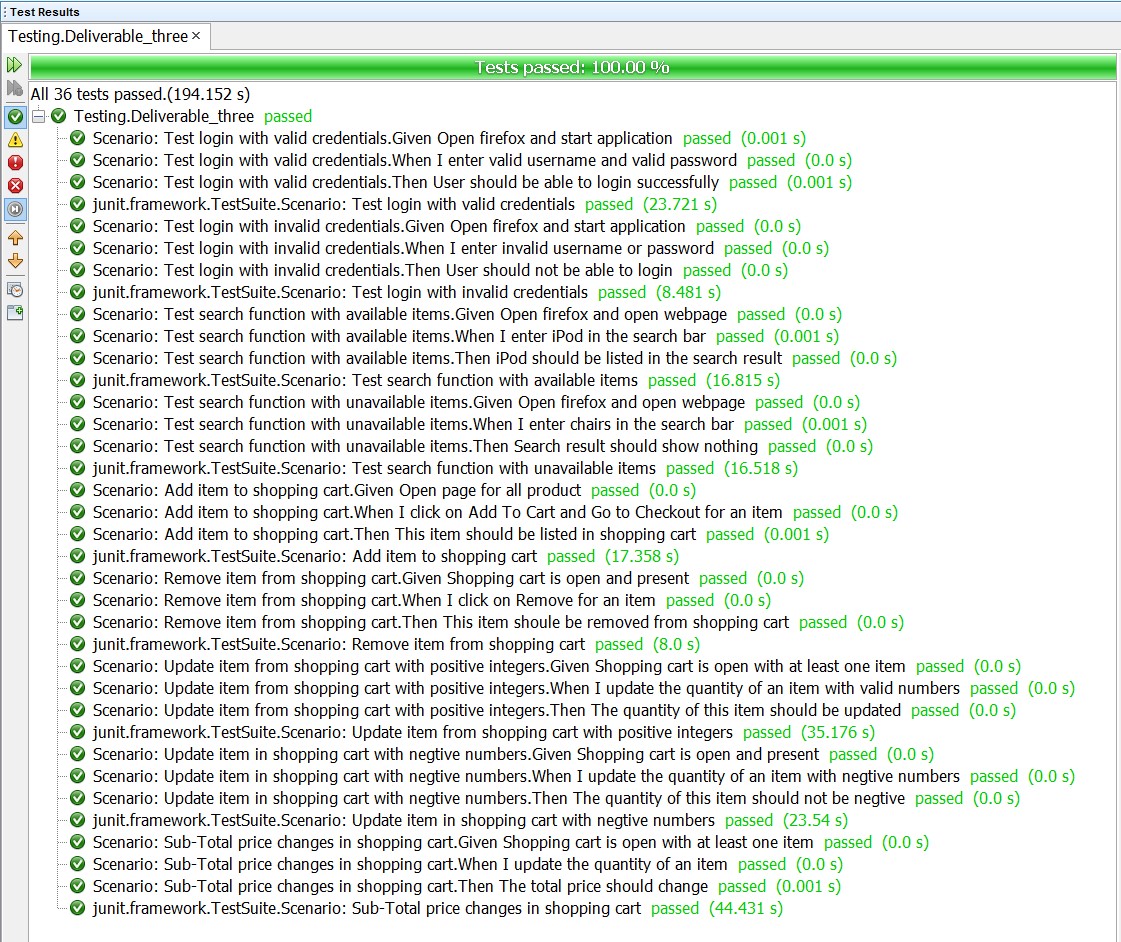 Test Results
Testing.Deliverable_three ×
Tests passed: 100.00 %
All 36 tests passed.(194.152 s)
Testing.Deliverable_three passed
Scenario: Test login with valid credentials.Given Open firefox and start application passed (0.001 s)
Scenario: Test login with valid credentials.When I enter valid username and valid password passed (0.0 s)
Scenario: Test login with valid credentials.Then User should be able to login successfully passed (0.001 s)
junit.framework.TestSuite.Scenario: Test login with valid credentials passed (23.721 s)
Scenario: Test login with invalid credentials.Given Open firefox and start application passed (0.0 s)
Scenario: Test login with invalid credentials.When I enter invalid username or password passed (0.0 s)
Scenario: Test login with invalid credentials.Then User should not be able to login passed (0.0 s)
junit.framework.TestSuite.Scenario: Test login with invalid credentials passed (8.481 s)
Scenario: Test search function with available items.Given Open firefox and open webpage passed (0.0 s)
Scenario: Test search function with available items.When I enter iPod in the search bar passed (0.001 s)
Scenario: Test search function with available items.Then iPod should be listed in the search result passed (0.0 s)
junit.framework.TestSuite.Scenario: Test search function with available items passed (16.815 s)
Scenario: Test search function with unavailable items.Given Open firefox and open webpage passed (0.0 s)
Scenario: Test search function with unavailable items.When I enter chairs in the search bar passed (0.001 s)
Scenario: Test search function with unavailable items.Then Search result should show nothing passed (0.0 s)
junit.framework.TestSuite.Scenario: Test search function with unavailable items passed (16.518 s)
Scenario: Add item to shopping cart.Given Open page for all product passed (0.0 s)
Scenario: Add item to shopping cart.When I click on Add To Cart and Go to Checkout for an item passed (0.0 s)
Scenario: Add item to shopping cart.Then This item should be listed in shopping cart passed (0.001 s)
junit.framework.TestSuite.Scenario: Add item to shopping cart passed (17.358 s)
Scenario: Remove item from shopping cart.Given Shopping cart is open and present passed (0.0 s)
Scenario: Remove item from shopping cart.When I click on Remove for an item passed (0.0 s)
Scenario: Remove item from shopping cart.Then This item shoule be removed from shopping cart passed (0.0 s)
junit.framework.TestSuite.Scenario: Remove item from shopping cart passed (8.0 s)
Scenario: Update item from shopping cart with positive integers.Given Shopping cart is open with at least one item passed (0.0 s)
Scenario: Update item from shopping cart with positive integers.When I update the quantity of an item with valid numbers passed (0.0 s)
Scenario: Update item from shopping cart with positive integers.Then The quantity of this item should be updated passed (0.0 s)
junit.framework.TestSuite.Scenario: Update item from shopping cart with positive integers passed (35.176 s)
Scenario: Update item in shopping cart with negtive numbers.Given Shopping cart is open and present passed (0.0 s)
Scenario: Update item in shopping cart with negtive numbers.When I update the quantity of an item with negtive numbers passed (0.0 s)
Scenario: Update item in shopping cart with negtive numbers.Then The quantity of this item should not be negtive passed (0.0 s)
junit.framework.TestSuite.Scenario: Update item in shopping cart with negtive numbers passed (23.54 s)
Scenario: Sub-Total price changes in shopping cart.Given Shopping cart is open with at least one item passed (0.0 s)
Scenario: Sub-Total price changes in shopping cart.When I update the quantity of an item passed (0.0 s)
Scenario: Sub-Total price changes in shopping cart.Then The total price should change passed (0.001 s)
junit.framework.TestSuite.Scenario: Sub-Total price changes in shopping cart passed (44.431 s)